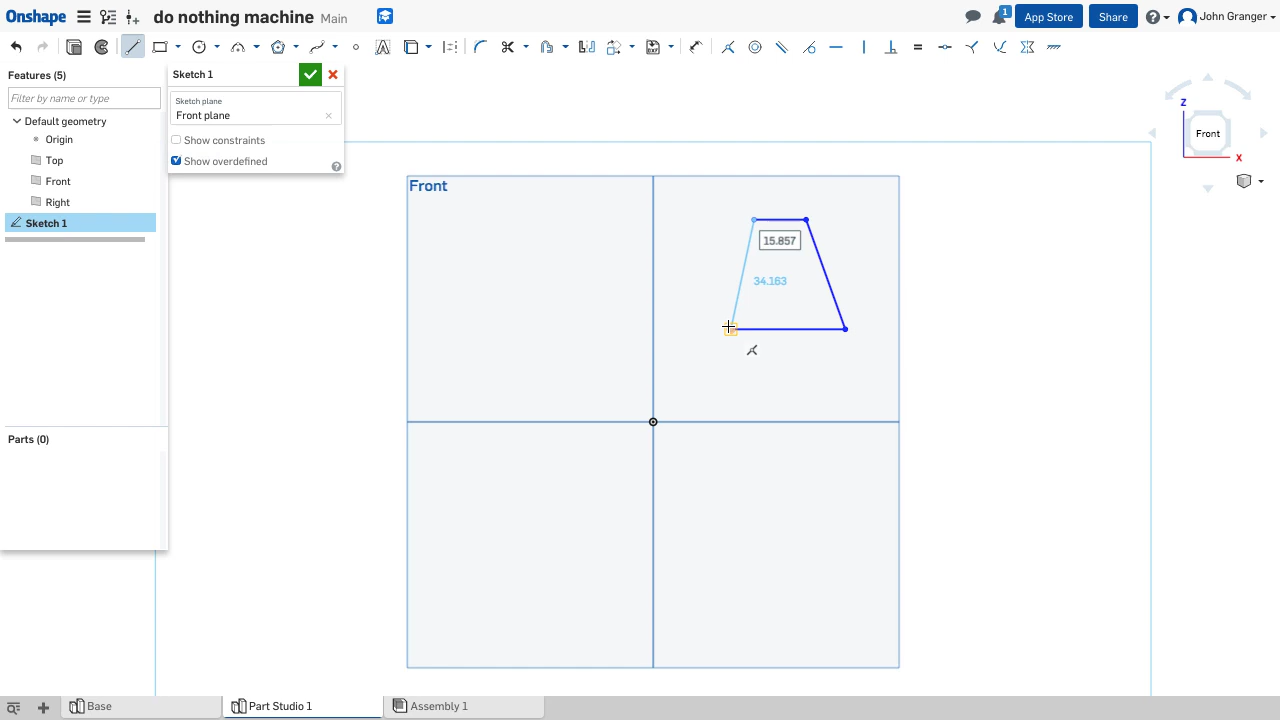 Onshape do nothing machine Main 1 App Store Share John Granger
Features (5)
Filter by name or type
Default geometry
Origin
Top
Front
Right
Sketch 1
Parts (0)
Sketch 1
Sketch plane
Front plane
Show constraints
Show overdefined
Front
15.857
34.163
Z
Front
X
Base
Part Studio 1
Assembly 1